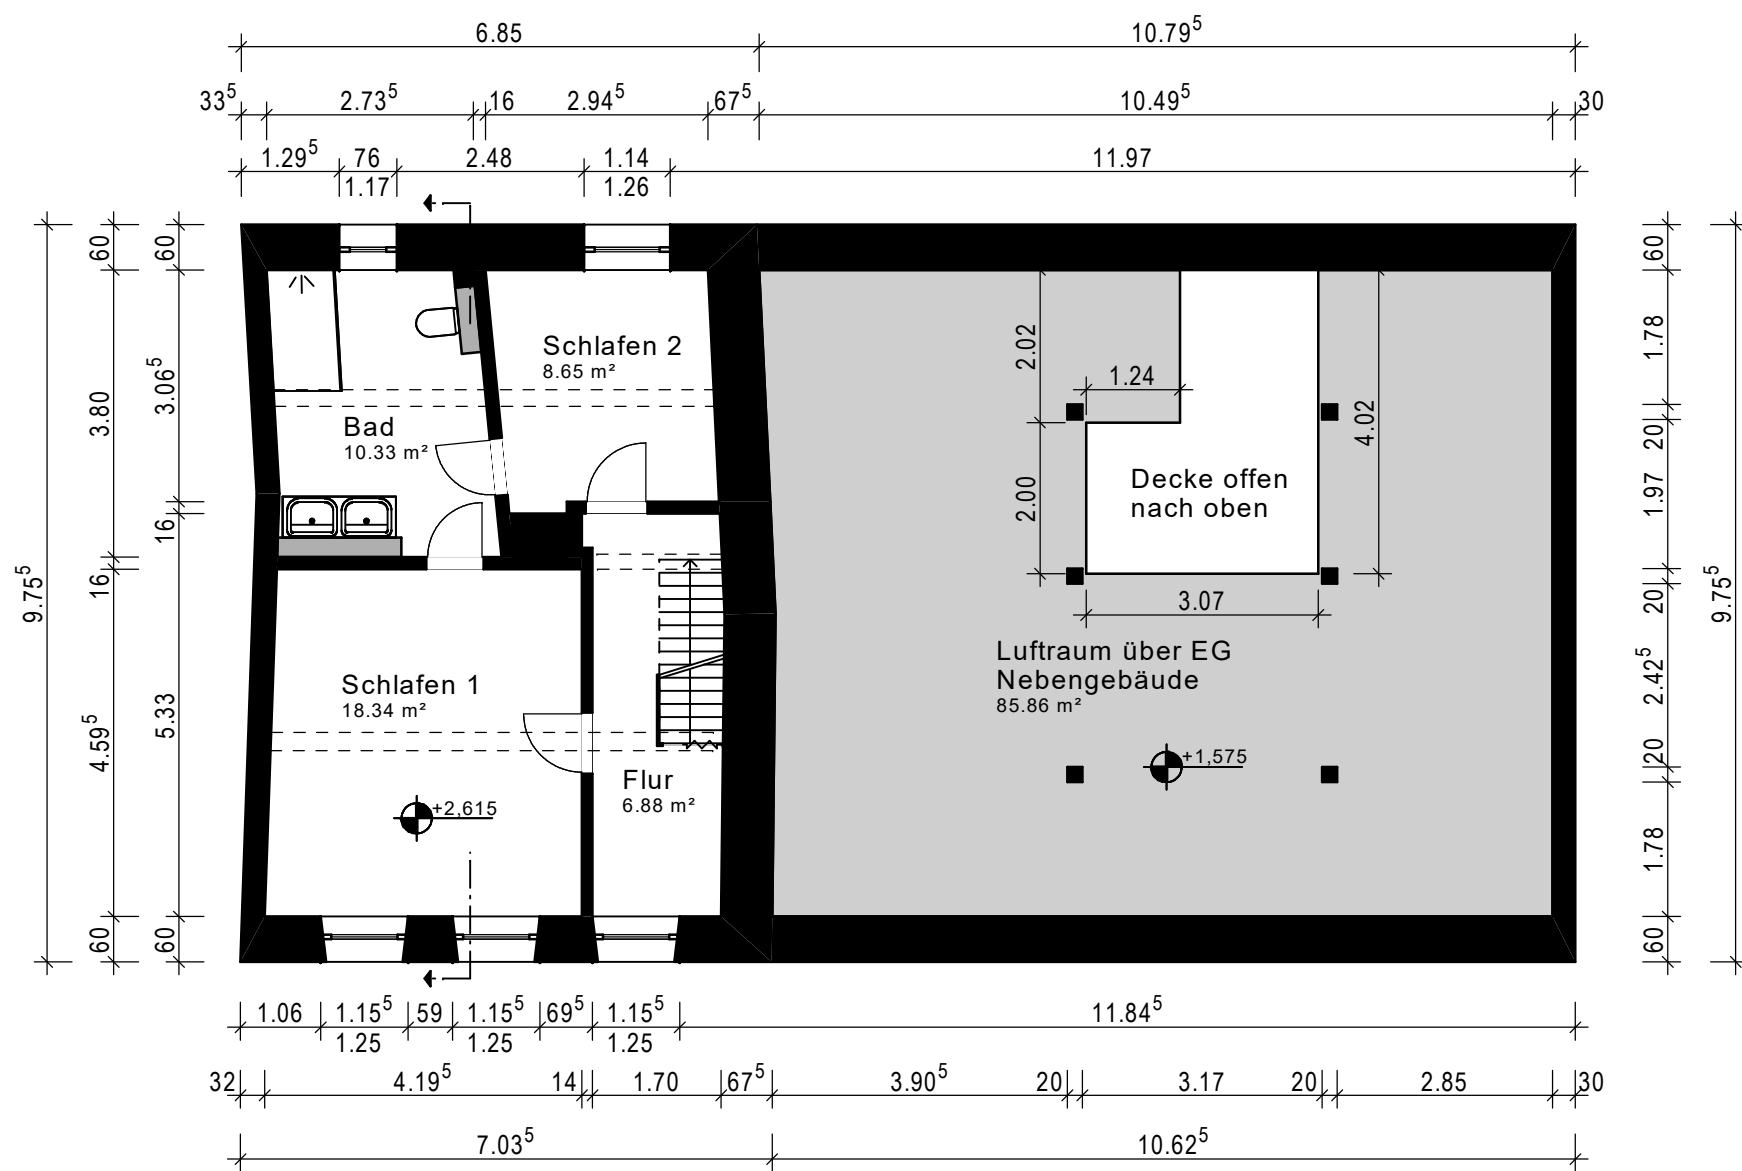 6.85 10.79⁵
33⁵ 2.73⁵ 16 2.94⁵ 67⁵ 10.49⁵ 30
1.29⁵ 76 2.48 1.14 11.97
1.17 1.26
60 60 60
3.80 3.06⁵ 1.78
2.02
1.24
Schlafen 2
8.65 m²
Bad
10.33 m²
4.02
20
Decke offen
nach oben
2.00
1.97
16
16
9.75⁵ 9.75⁵
3.07
20
Luftraum über EG
Nebengebäude
85.86 m²
2.42⁵
Schlafen 1
18.34 m²
4.59⁵ 5.33
+1,575
20
Flur
6.88 m²
+2,615
1.78
60 60 60
1.06 1.15⁵ 59 1.15⁵ 69⁵ 1.15⁵ 11.84⁵
1.25 1.25 1.25
32 4.19⁵ 14 1.70 67⁵ 3.90⁵ 20 3.17 20 2.85 30
7.03⁵ 10.62⁵